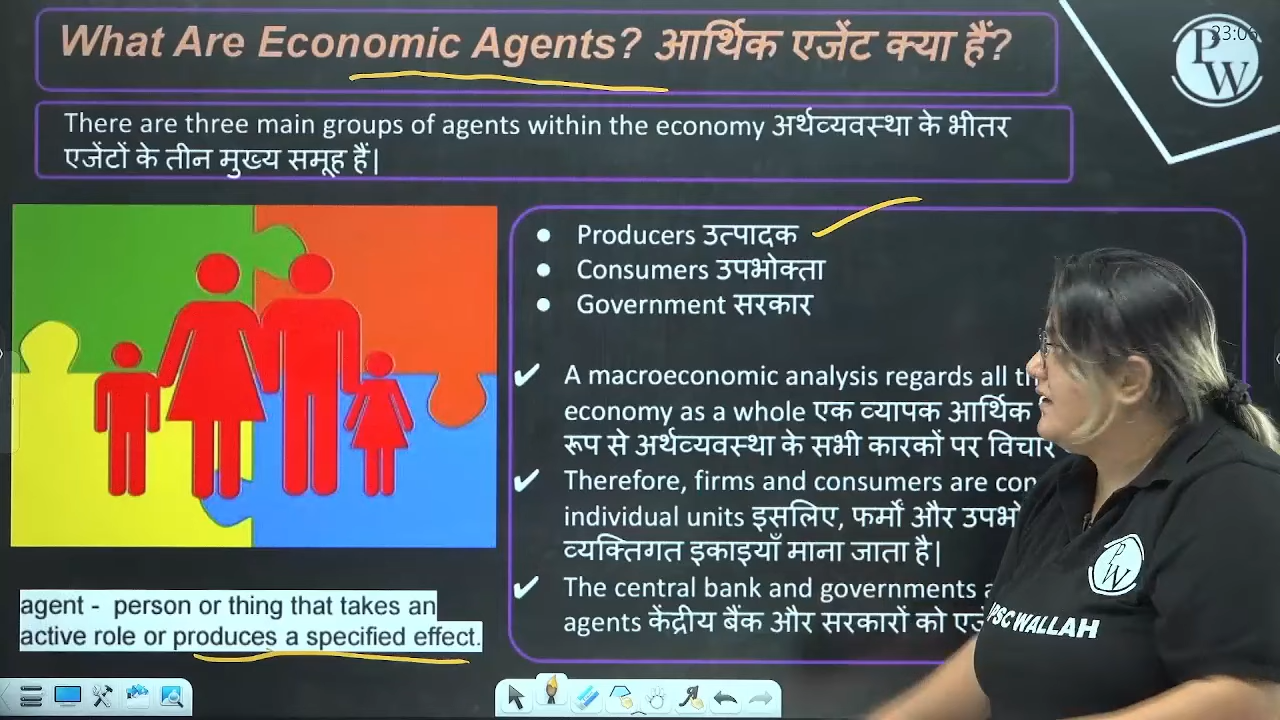 What Are Economic Agents? आर्थिक एजेंट क्या हैं?
23:06
P
W
There are three main groups of agents within the economy अर्थव्यवस्था के भीतर
एजेंटों के तीन मुख्य समूह हैं|
● Producers उत्पादक
● Consumers उपभोक्ता
● Government सरकार
✔ A macroeconomic analysis regards all
economy as a whole एक व्यापक आर्थिक
रूप से अर्थव्यवस्था के सभी कारकों पर विचार
✔ Therefore, firms and consumers are
individual units इसलिए, फर्मों और
व्यक्तिगत इकाइयाँ माना जाता है|
✔ The central bank and governments
agents केंद्रीय बैंक और सरकारों को
agent - person or thing that takes an
active role or produces a specified effect.
P
W
PSC WALLAH